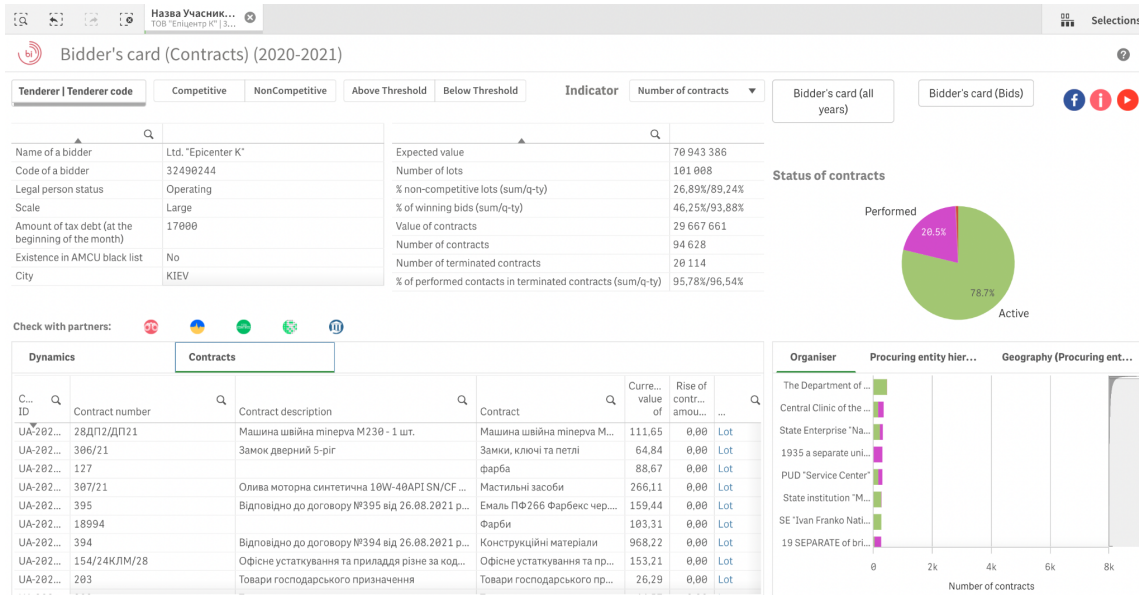 Назва Учасник...
ТОВ "Епіцентр К" | 3...
Selections
bi
Bidder's card (Contracts) (2020-2021)
?
Tenderer | Tenderer code
Competitive
NonCompetitive
Above Threshold
Below Threshold
Indicator
Number of contracts
Bidder's card (all years)
Bidder's card (Bids)
Name of a bidder Ltd. "Epicenter K"
Code of a bidder 32490244
Legal person status Operating
Scale Large
Amount of tax debt (at the beginning of the month) 17000
Existence in AMCU black list No
City KIEV
Expected value 70 943 386
Number of lots 101 008
% non-competitive lots (sum/q-ty) 26,89%/89,24%
% of winning bids (sum/q-ty) 46,25%/93,88%
Value of contracts 29 667 661
Number of contracts 94 628
Number of terminated contracts 20 114
% of performed contacts in terminated contracts (sum/q-ty) 95,78%/96,54%
Status of contracts
Performed
20.5%
78.7%
Active
Check with partners:
Dynamics
Contracts
C... ID
Contract number
Contract description
Contract
Curre... value of
Rise of contr... amou...
...
UA-202... 28ДП2/ДП21 Машина швійна minerva M230 - 1 шт. Машина швійна minerva M... 111,65 0,00 Lot
UA-202... 306/21 Замок дверний 5-ріг Замки, ключі та петлі 64,84 0,00 Lot
UA-202... 127 фарба 88,67 0,00 Lot
UA-202... 307/21 Олива моторна синтетична 10W-40API SN/CF ... Мастильні засоби 266,11 0,00 Lot
UA-202... 395 Відповідно до договору №395 від 26.08.2021 р... Емаль ПФ266 Фарбекс чер... 159,44 0,00 Lot
UA-202... 18994 Фарби 103,31 0,00 Lot
UA-202... 394 Відповідно до договору №394 від 26.08.2021 р... Конструкційні матеріали 968,22 0,00 Lot
UA-202... 154/24КЛМ/28 Офісне устаткування та приладдя різне за код... Офісне устаткування та пр... 153,21 0,00 Lot
UA-202... 203 Товари господарського призначення Товари господарського пр... 26,29 0,00 Lot
Organiser
Procuring entity hier...
Geography (Procuring ent...
The Department of ...
Central Clinic of the ...
State Enterprise "Na...
1935 a separate uni...
PUD "Service Center"
State institution "M...
SE "Ivan Franko Nati...
19 SEPARATE of bri...
0 2k 4k 6k 8k
Number of contracts